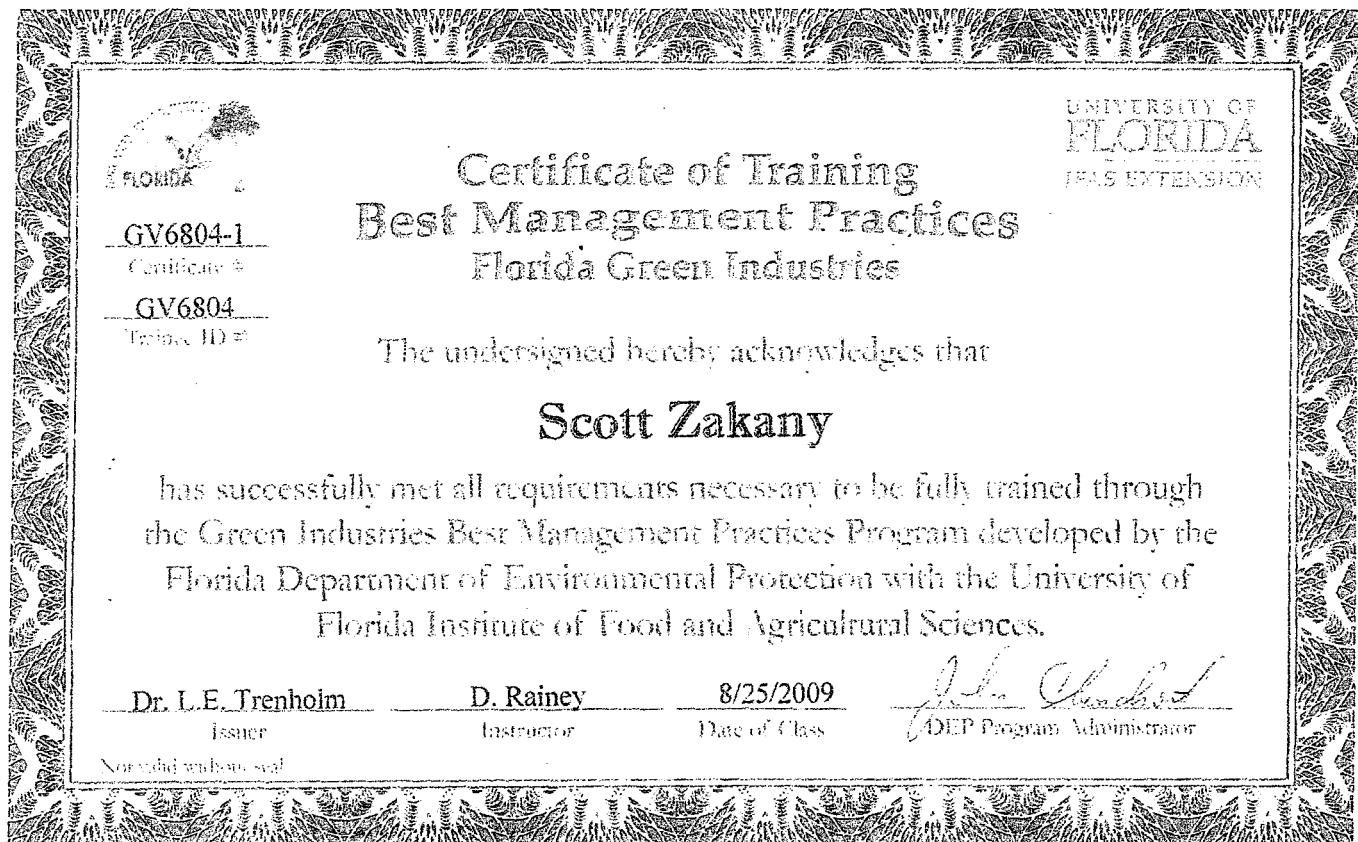 FLORIDA
UNIVERSITY OF
FLORIDA
IFAS EXTENSION
Certificate of Training
Best Management Practices
Florida Green Industries
GV6804-1
Certificate #
GV6804
Trainee ID #
The undersigned hereby acknowledges that
Scott Zakany
has successfully met all requirements necessary to be fully trained through
the Green Industries Best Management Practices Program developed by the
Florida Department of Environmental Protection with the University of
Florida Institute of Food and Agricultural Sciences.
Dr. L.E. Trenholm
D. Rainey
8/25/2009
Issuer
Instructor
Date of Class
DEP Program Administrator
Not valid without seal